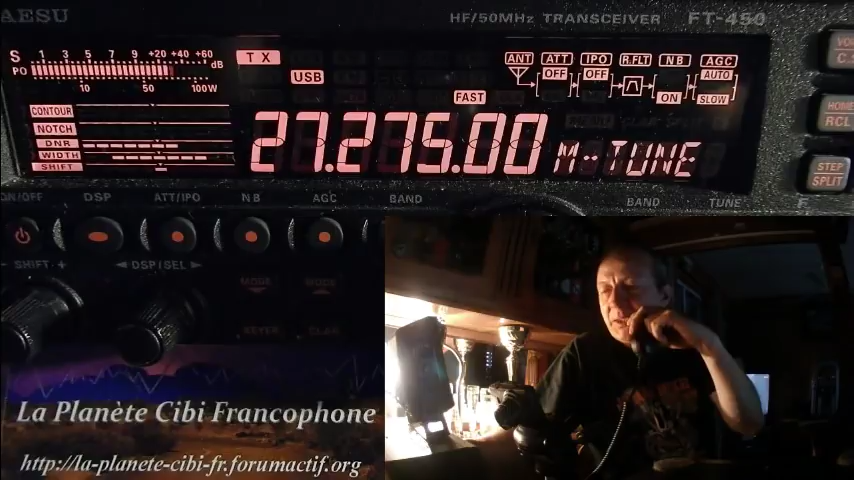 AESU
HF/50MHz TRANSCEIVER FT-450
S 1 3 5 7 9 +20 +40 +60 dB
PO
10 50 100W
TX
USB
FAST
ANT ATT IPO R.FLT NB AGC
OFF OFF AUTO
ON SLOW
CONTOUR
NOTCH
DNR
WIDTH
SHIFT
27.275.00 M-TUNE
HOME
RCL
STEP
SPLIT
ON/OFF DSP ATT/IPO NB AGC BAND BAND TUNE
SHIFT + ◄DSP/SEL►
MODE MODE
La Planète Cibi Francophone
http://la-planete-cibi-fr.forumactif.org